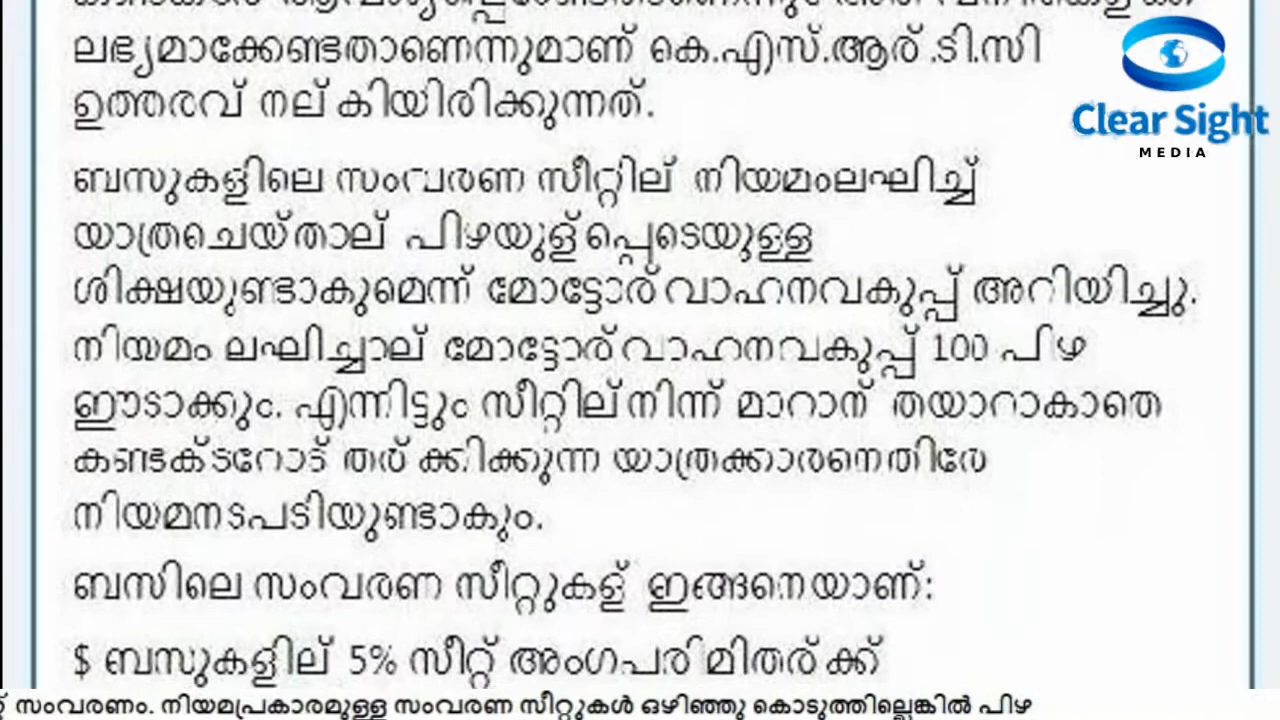 ലഭ്യമാക്കേണ്ടതാണെന്നുമാണ് കെ.എസ്.ആര്‍.ടി.സി
ഉത്തരവ് നല്‍കിയിരിക്കുന്നത്.
ബസുകളിലെ സംവരണ സീറ്റില്‍ നിയമംലഘിച്ച്
യാത്രചെയ്താല്‍ പിഴയുള്‍പ്പെടെയുള്ള
ശിക്ഷയുണ്ടാകുമെന്ന് മോട്ടോര്‍വാഹനവകുപ്പ് അറിയിച്ചു.
നിയമം ലഘിച്ചാല്‍ മോട്ടോര്‍വാഹനവകുപ്പ് 100 പിഴ
ഈടാക്കും. എന്നിട്ടും സീറ്റില്‍നിന്ന് മാറാന്‍ തയാറാകാതെ
കണ്ടക്ടറോട് തര്‍ക്കിക്കുന്ന യാത്രക്കാരനെതിരേ
നിയമനടപടിയുണ്ടാകും.
ബസിലെ സംവരണ സീറ്റുകള്‍ ഇങ്ങനെയാണ്:
$ ബസുകളില്‍ 5% സീറ്റ് അംഗപരിമിതര്‍ക്ക്
സംവരണം. നിയമപ്രകാരമുള്ള സംവരണ സീറ്റുകൾ ഒഴിഞ്ഞു കൊടുത്തില്ലെങ്കിൽ പിഴ
Clear Sight
MEDIA